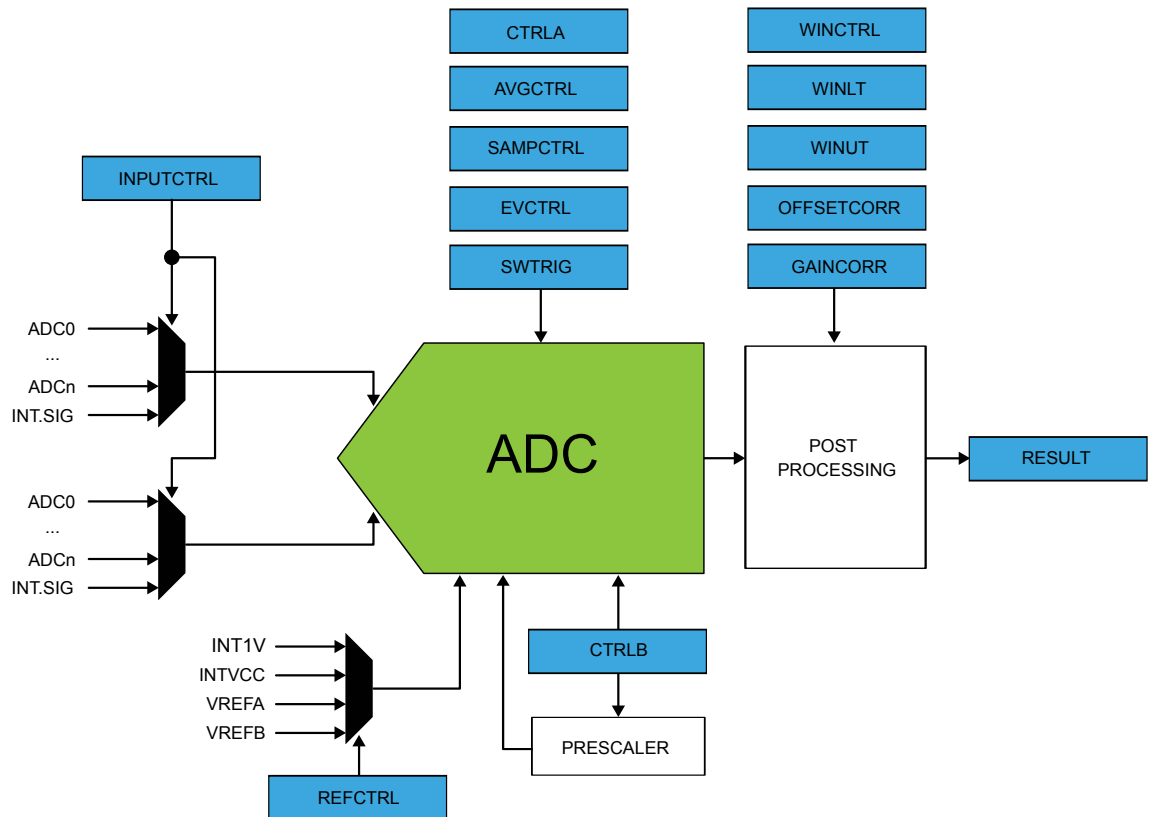 CTRLA
AVGCTRL
SAMPCTRL
EVCTRL
SWTRIG
WINCTRL
WINLT
WINUT
OFFSETCORR
GAINCORR
INPUTCTRL
ADC0
...
ADCn
INT.SIG
ADC0
...
ADCn
INT.SIG
ADC
POST
PROCESSING
RESULT
INT1V
INTVCC
VREFA
VREFB
CTRLB
PRESCALER
REFCTRL